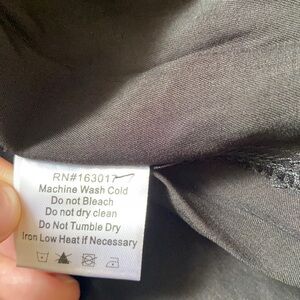 RN#163017
Machine Wash Cold
Do not Bleach
Do not dry clean
Do Not Tumble Dry
Iron Low Heat if Necessary